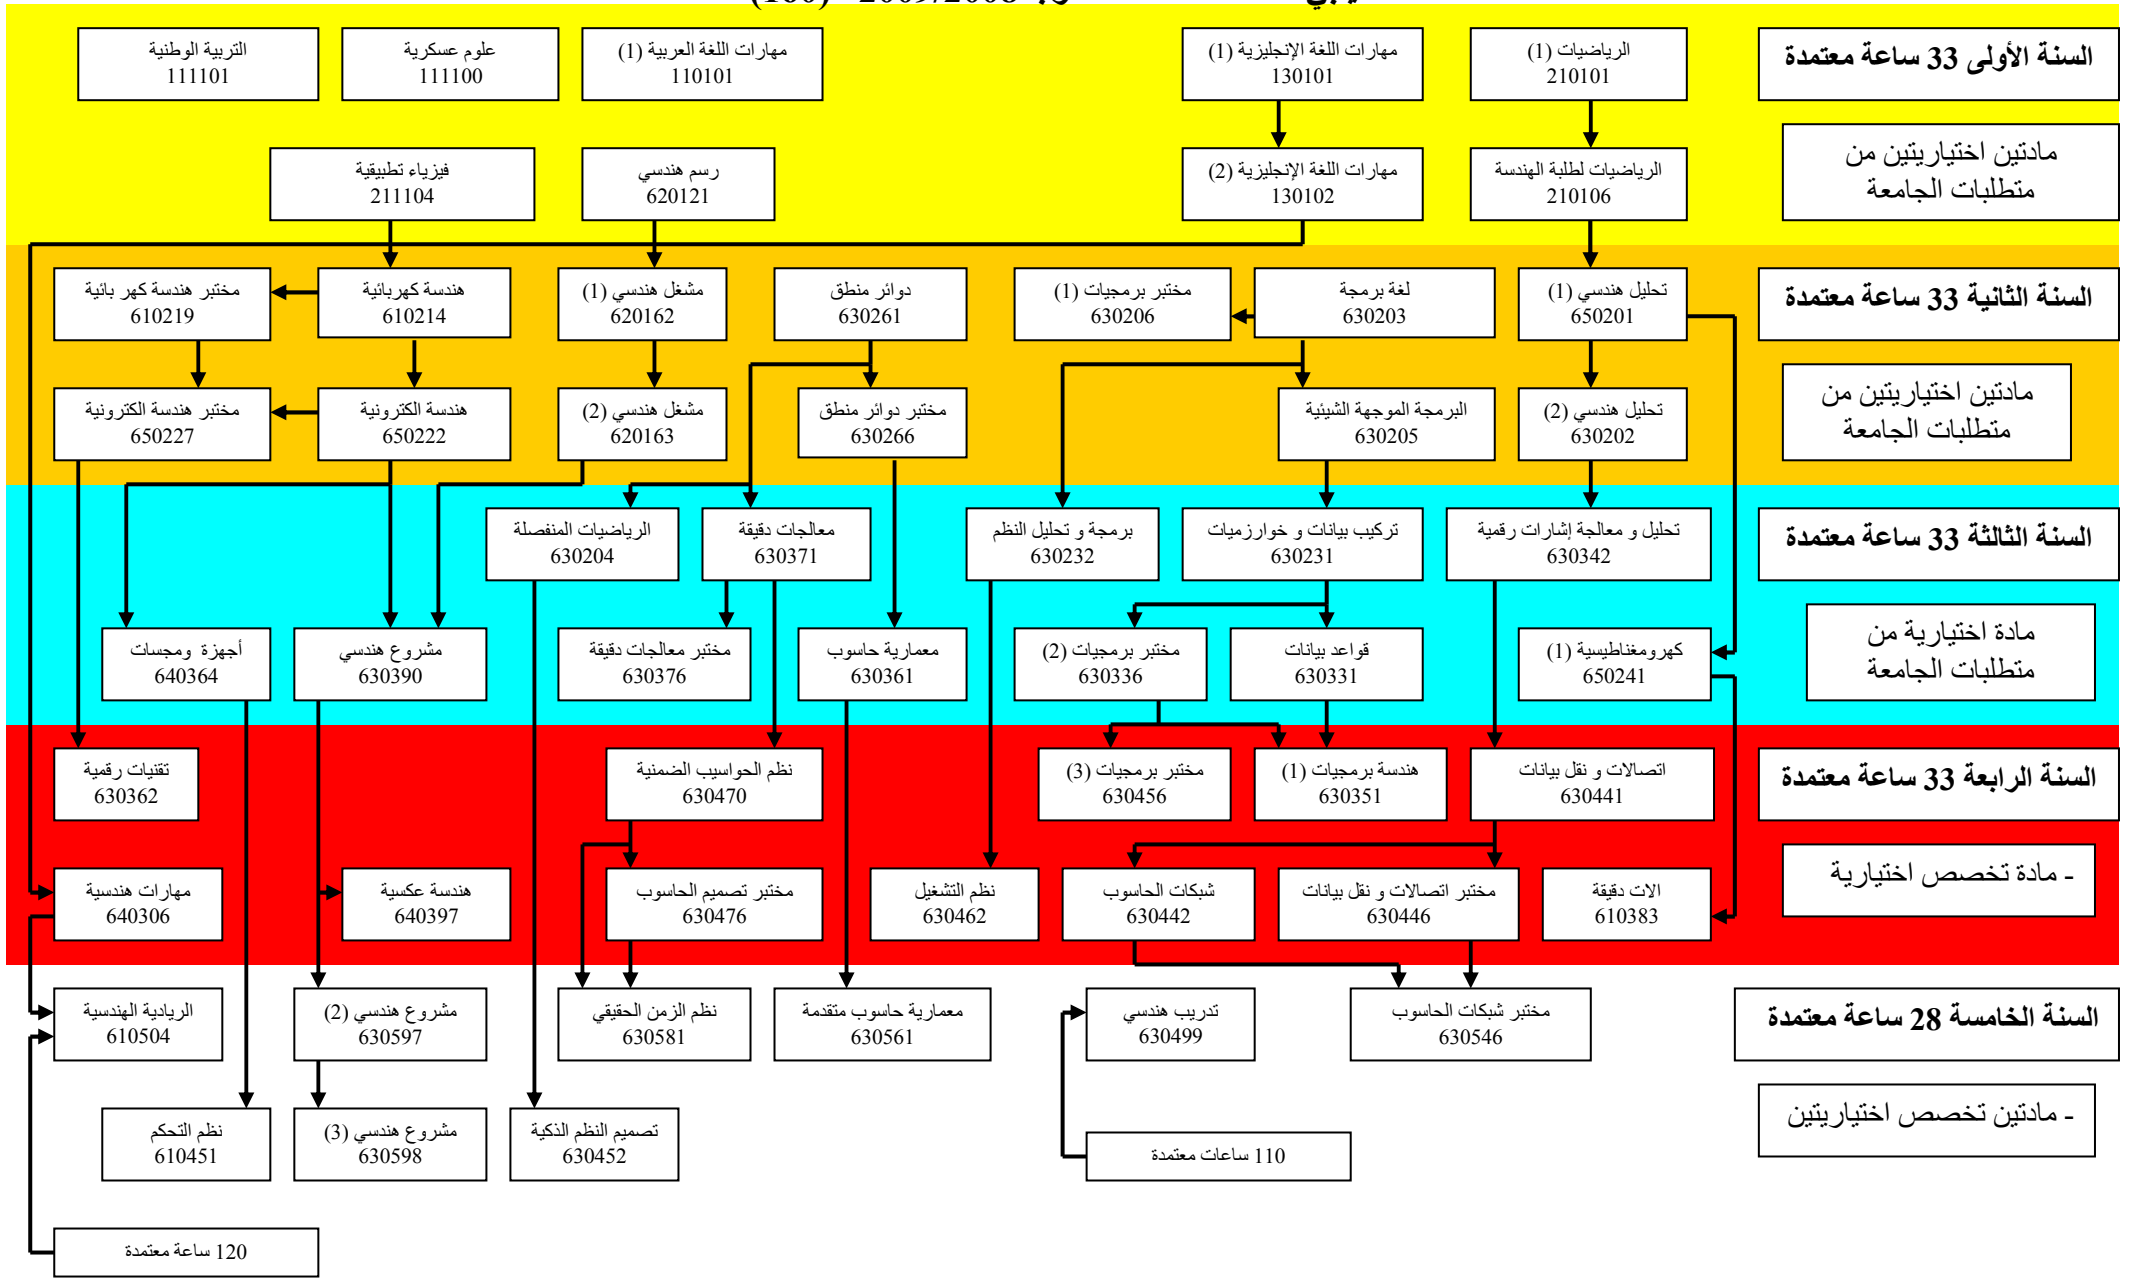 2009/2008 (160)
السنة الأولى 33 ساعة معتمدة
الرياضيات (1)
210101
مهارات اللغة الإنجليزية (1)
130101
مهارات اللغة العربية (1)
110101
علوم عسكرية
111100
التربية الوطنية
111101
مادتين اختياريتين من
متطلبات الجامعة
الرياضيات لطلبة الهندسة
210106
مهارات اللغة الإنجليزية (2)
130102
رسم هندسي
620121
فيزياء تطبيقية
211104
السنة الثانية 33 ساعة معتمدة
تحليل هندسي (1)
650201
لغة برمجة
630203
مختبر برمجيات (1)
630206
دوائر منطق
630261
مشغل هندسي (1)
620162
هندسة كهربائية
610214
مختبر هندسة كهر بائية
610219
مادتين اختياريتين من
متطلبات الجامعة
تحليل هندسي (2)
630202
البرمجة الموجهة الشيئية
630205
مختبر دوائر منطق
630266
مشغل هندسي (2)
620163
هندسة الكترونية
650222
مختبر هندسة الكترونية
650227
السنة الثالثة 33 ساعة معتمدة
تحليل و معالجة إشارات رقمية
630342
تركيب بيانات و خوارزميات
630231
برمجة و تحليل النظم
630232
معالجات دقيقة
630371
الرياضيات المنفصلة
630204
مادة اختيارية من
متطلبات الجامعة
كهرومغناطيسية (1)
650241
قواعد بيانات
630331
مختبر برمجيات (2)
630336
معمارية حاسوب
630361
مختبر معالجات دقيقة
630376
مشروع هندسي
630390
أجهزة ومجسات
640364
السنة الرابعة 33 ساعة معتمدة
اتصالات و نقل بيانات
630441
هندسة برمجيات (1)
630351
مختبر برمجيات (3)
630456
نظم الحواسيب الضمنية
630470
تقنيات رقمية
630362
- مادة تخصص اختيارية
الات دقيقة
610383
مختبر اتصالات و نقل بيانات
630446
شبكات الحاسوب
630442
نظم التشغيل
630462
مختبر تصميم الحاسوب
630476
هندسة عكسية
640397
مهارات هندسية
640306
السنة الخامسة 28 ساعة معتمدة
مختبر شبكات الحاسوب
630546
تدريب هندسي
630499
معمارية حاسوب متقدمة
630561
نظم الزمن الحقيقي
630581
مشروع هندسي (2)
630597
الريادية الهندسية
610504
- مادتين تخصص اختياريتين
110 ساعات معتمدة
تصميم النظم الذكية
630452
مشروع هندسي (3)
630598
نظم التحكم
610451
120 ساعة معتمدة